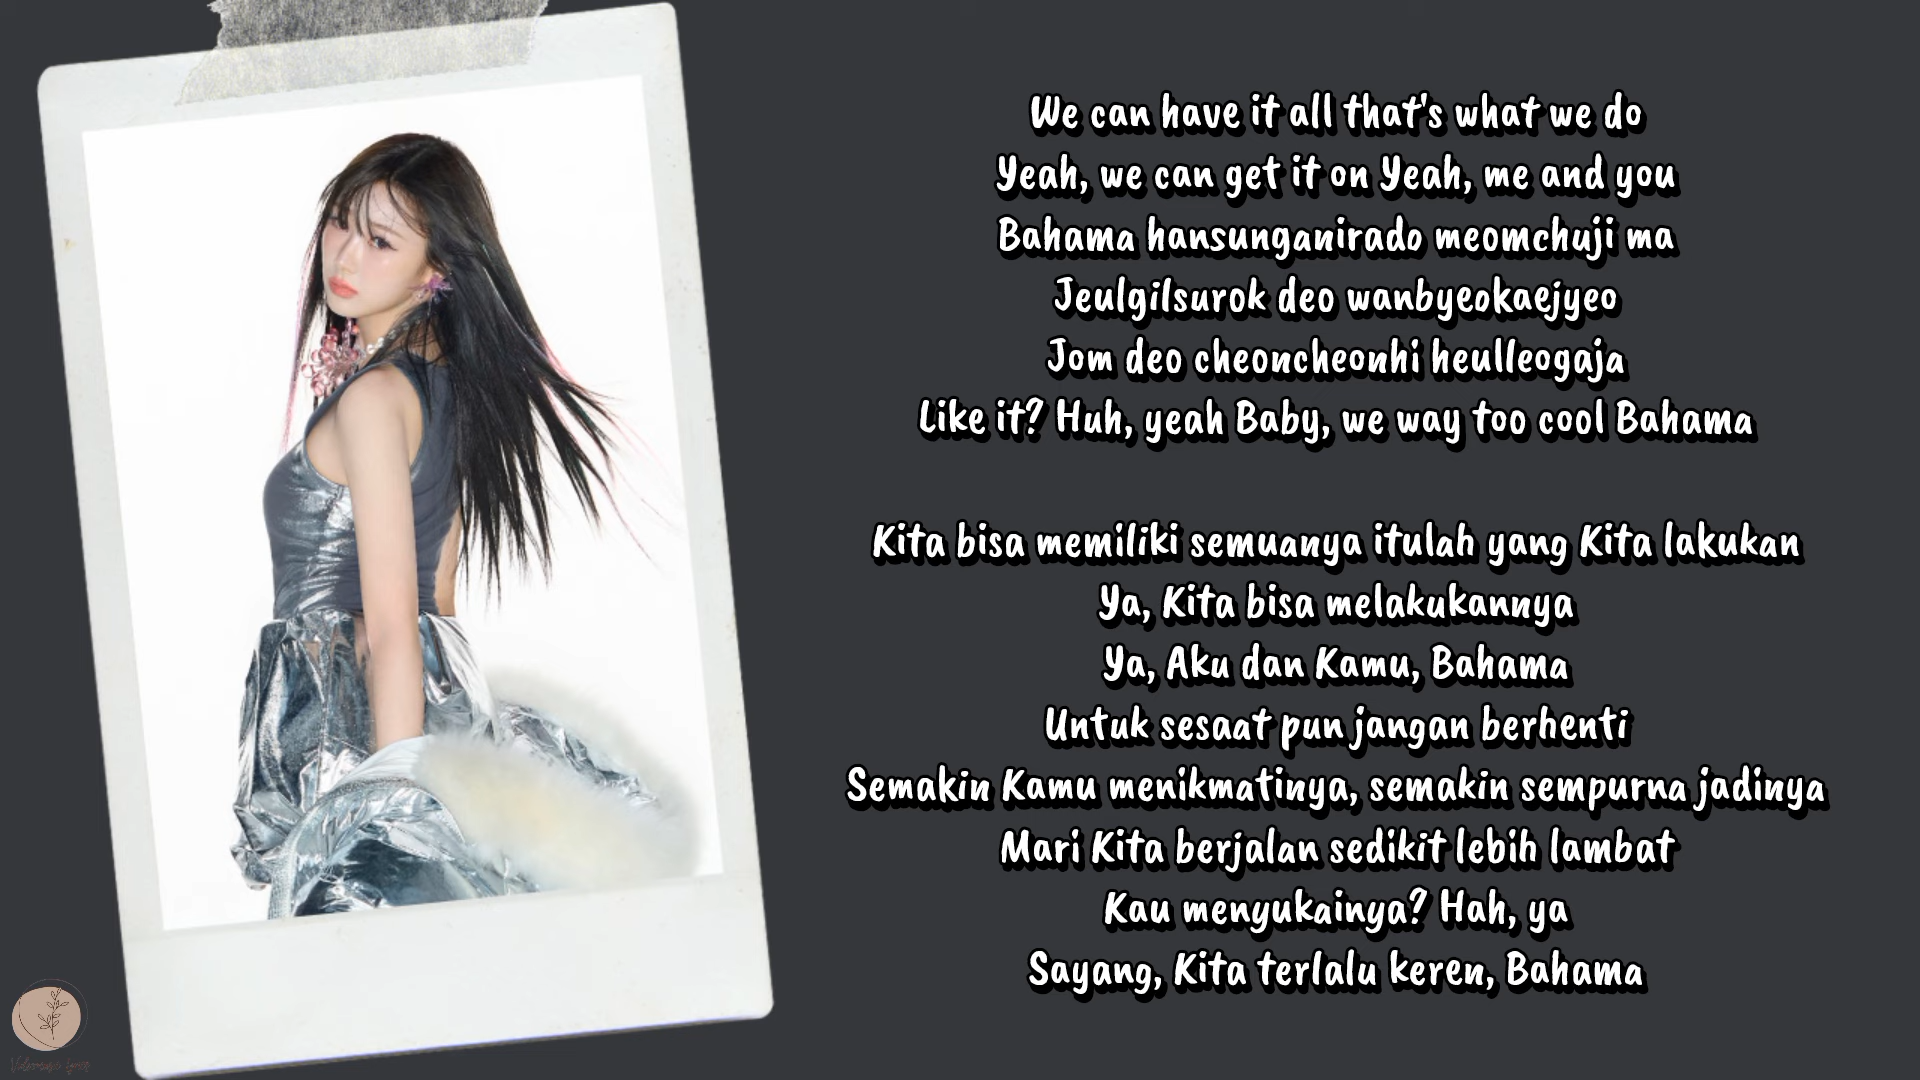 We can have it all that's what we do
Yeah, we can get it on Yeah, me and you
Bahama hansunganirado meomchuji ma
Jeulgilsurok deo wanbyeokaejyeo
Jom deo cheoncheonhi heulleogaja
Like it? Huh, yeah Baby, we way too cool Bahama
Kita bisa memiliki semuanya itulah yang Kita lakukan
Ya, Kita bisa melakukannya
Ya, Aku dan Kamu, Bahama
Untuk sesaat pun jangan berhenti
Semakin Kamu menikmatinya, semakin sempurna jadinya
Mari Kita berjalan sedikit lebih lambat
Kau menyukainya? Hah, ya
Sayang, Kita terlalu keren, Bahama